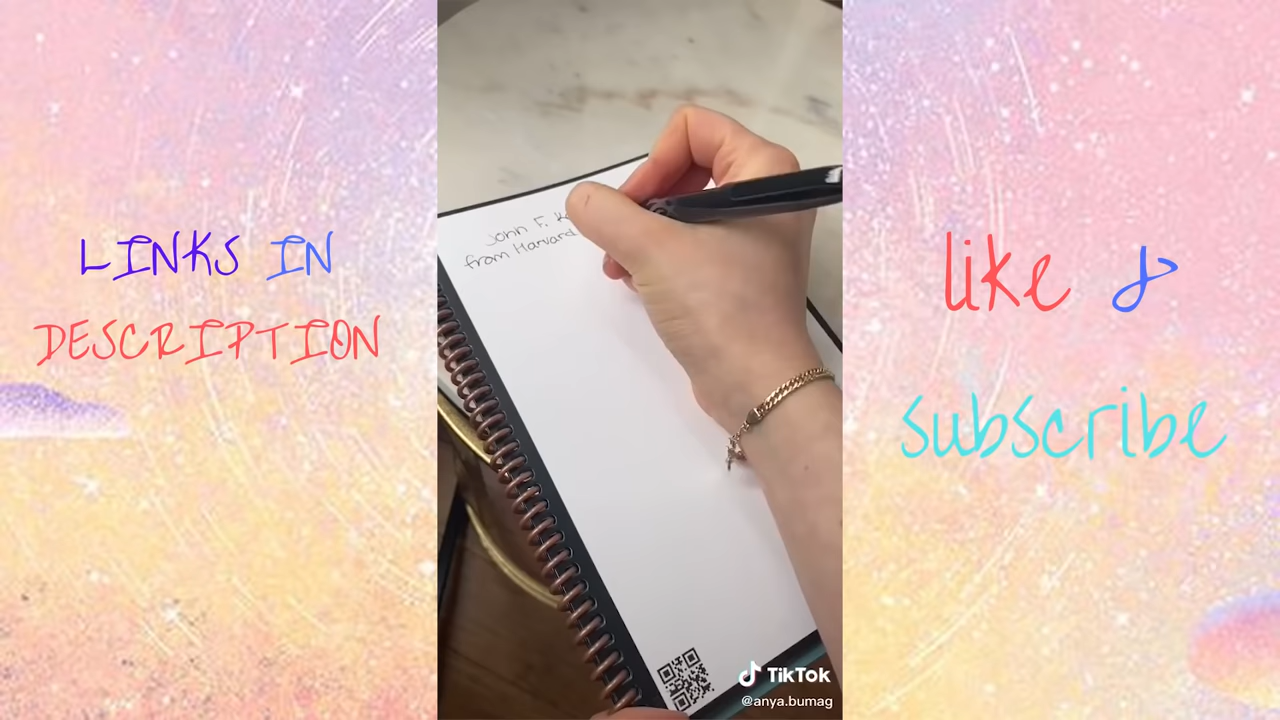 LINKS IN
DESCRIPTION
John F. K
from Harvard
TikTok
@anya.bumag
like &
subscribe